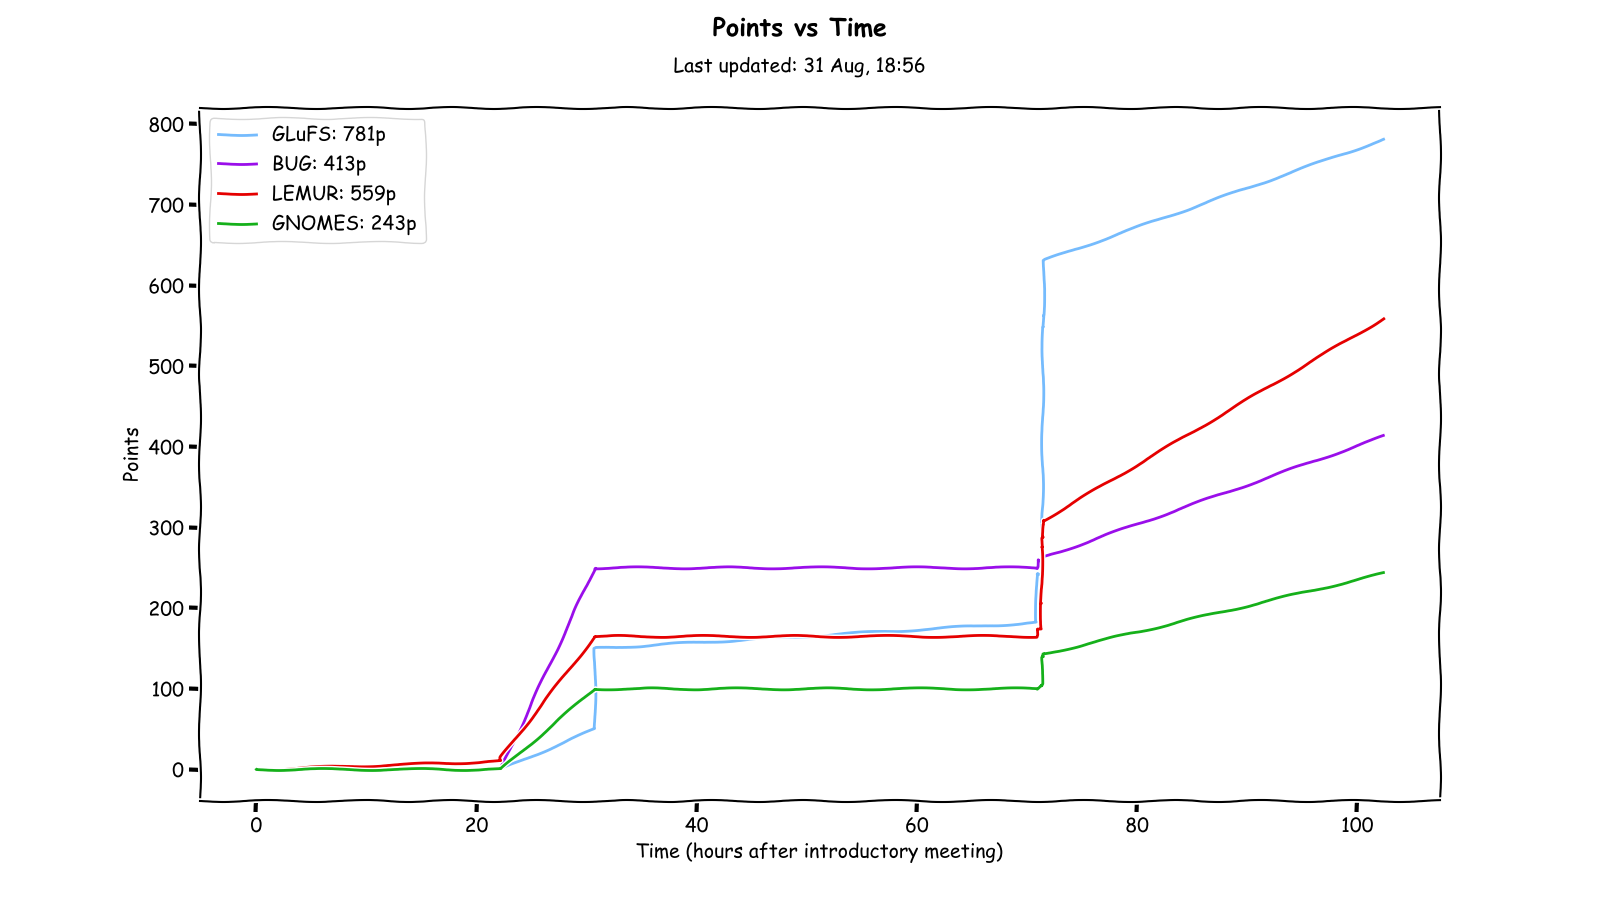 Points vs Time
Last updated: 31 Aug, 18:56
GLuFS: 781p
BUG: 413p
LEMUR: 559p
GNOMES: 243p
800
700
600
500
400
300
200
100
0
Points
0 20 40 60 80 100
Time (hours after introductory meeting)